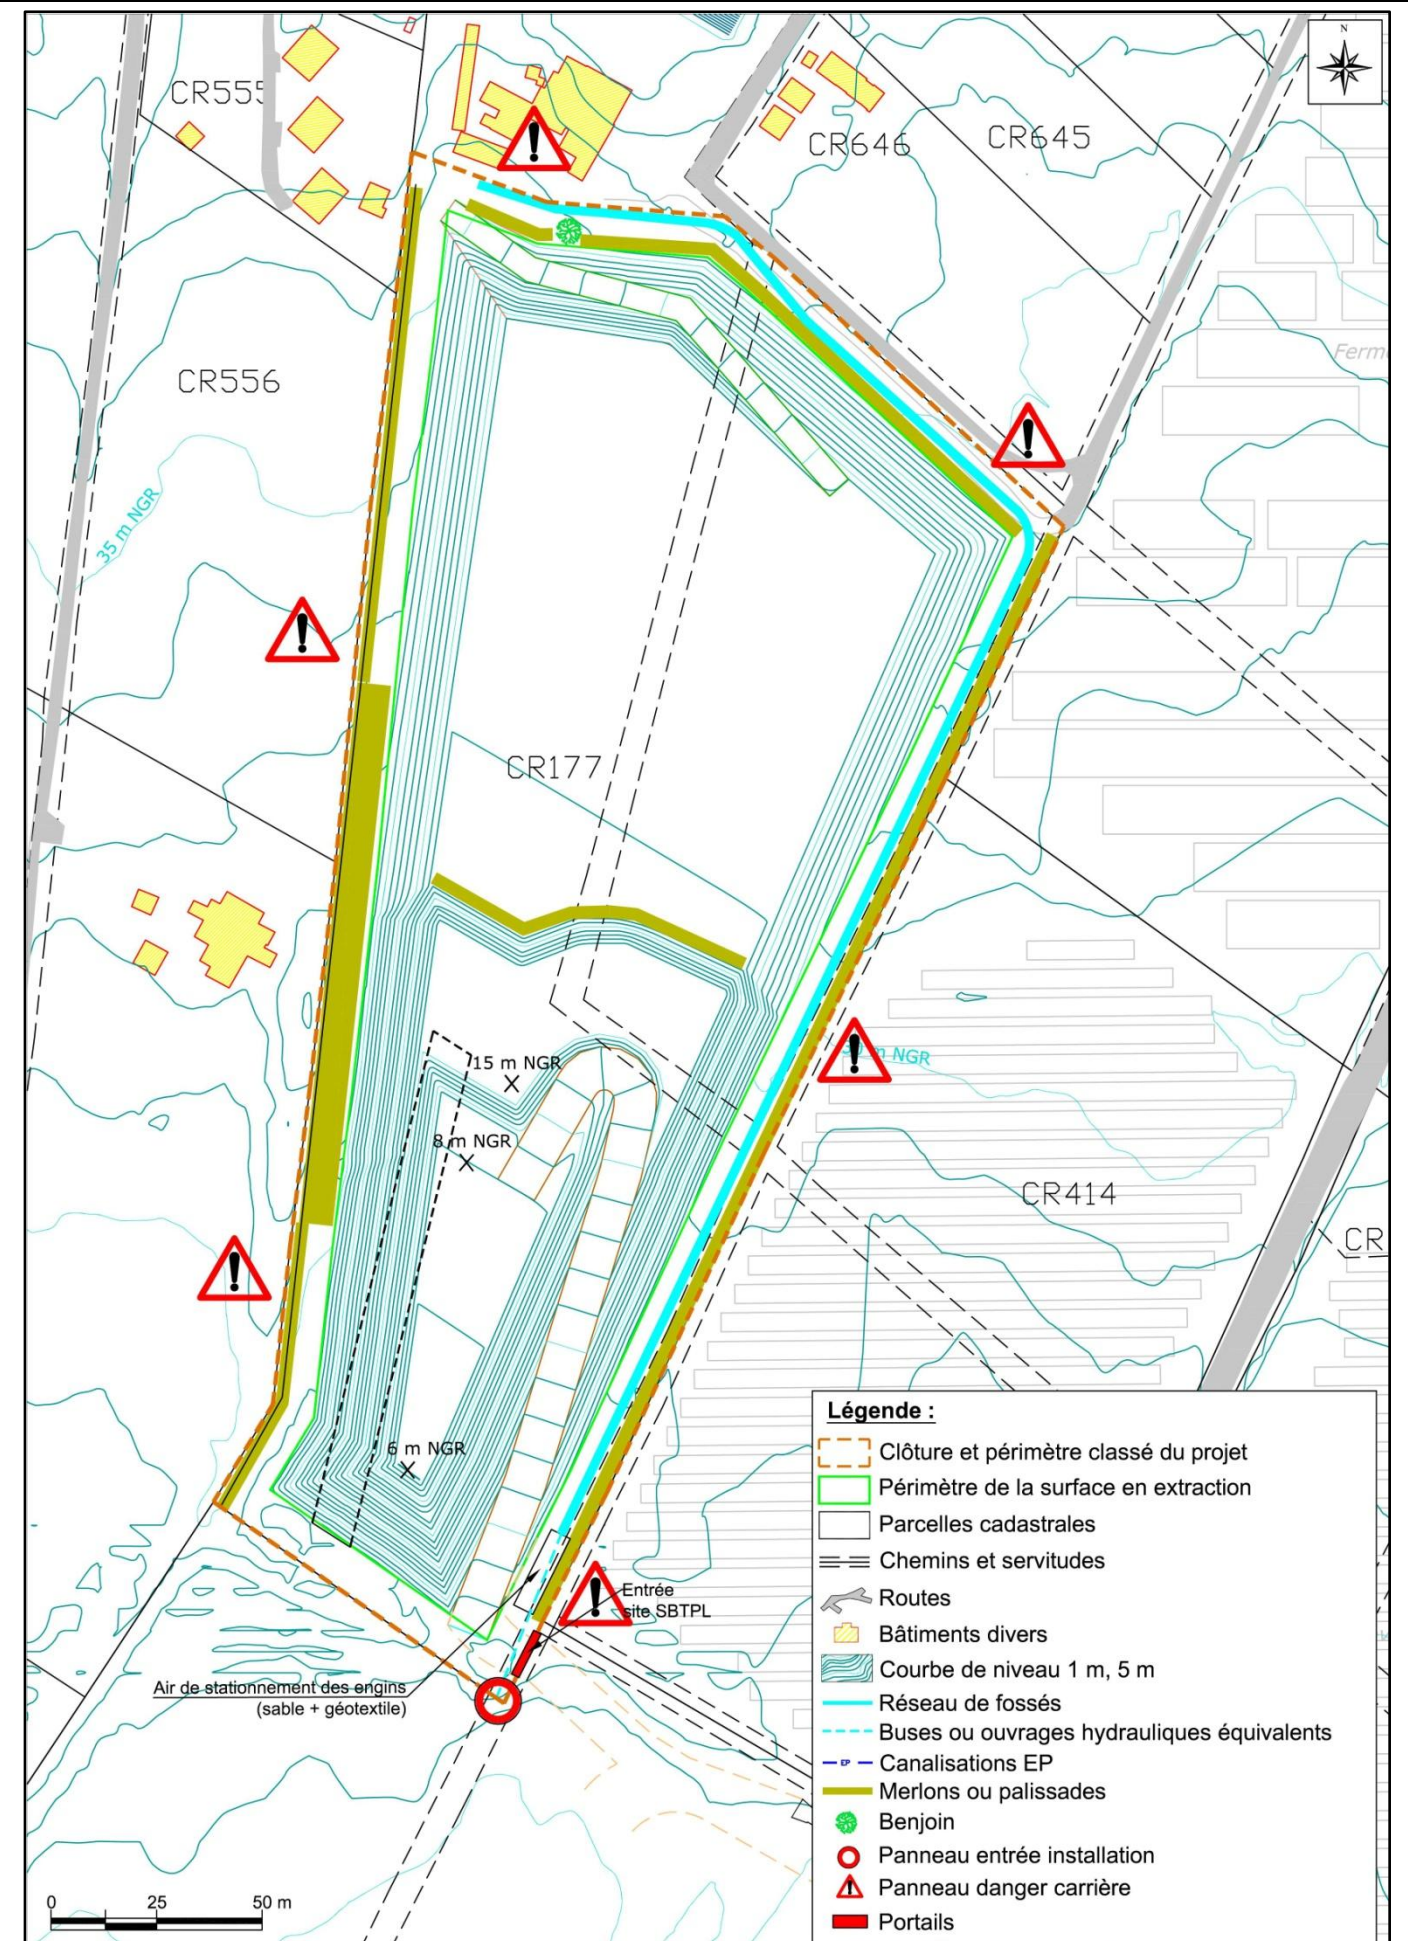 N
CR555
CR646
CR645
Ferm
CR556
35 m NGR
CR177
15 m NGR
m NGR
8 m NGR
CR414
CR
6 m NGR
Entrée
site SBTPL
Air de stationnement des engins
(sable + géotextile)
0 25 50 m
Légende :
Clôture et périmètre classé du projet
Périmètre de la surface en extraction
Parcelles cadastrales
Chemins et servitudes
Routes
Bâtiments divers
Courbe de niveau 1 m, 5 m
Réseau de fossés
Buses ou ouvrages hydrauliques équivalents
EP Canalisations EP
Merlons ou palissades
Benjoin
Panneau entrée installation
Panneau danger carrière
Portails